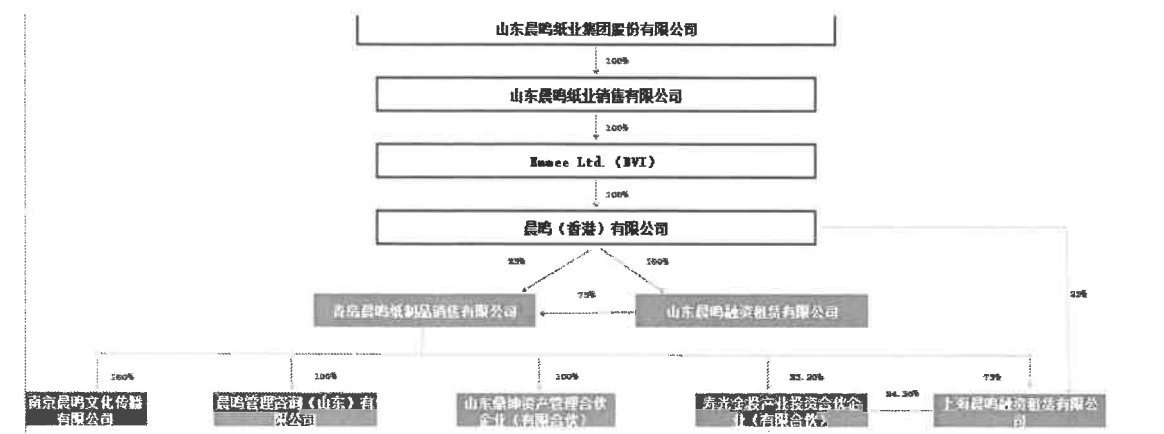 山东晨鸣纸业集团股份有限公司
100%
山东晨鸣纸业销售有限公司
100%
Eumee Ltd.（BVI）
100%
晨鸣（香港）有限公司
25%
100%
25%
75%
青岛晨鸣纸制品销售有限公司
山东晨鸣融资租赁有限公司
100%
100%
100%
75%
南京晨鸣文化传播
有限公司
晨鸣管理咨询（山东）有
限公司
山东鼎坤资产管理合伙
企业（有限合伙）
寿光金投产业投资合伙企
业（有限合伙）
上海晨鸣融资租赁有限公
司